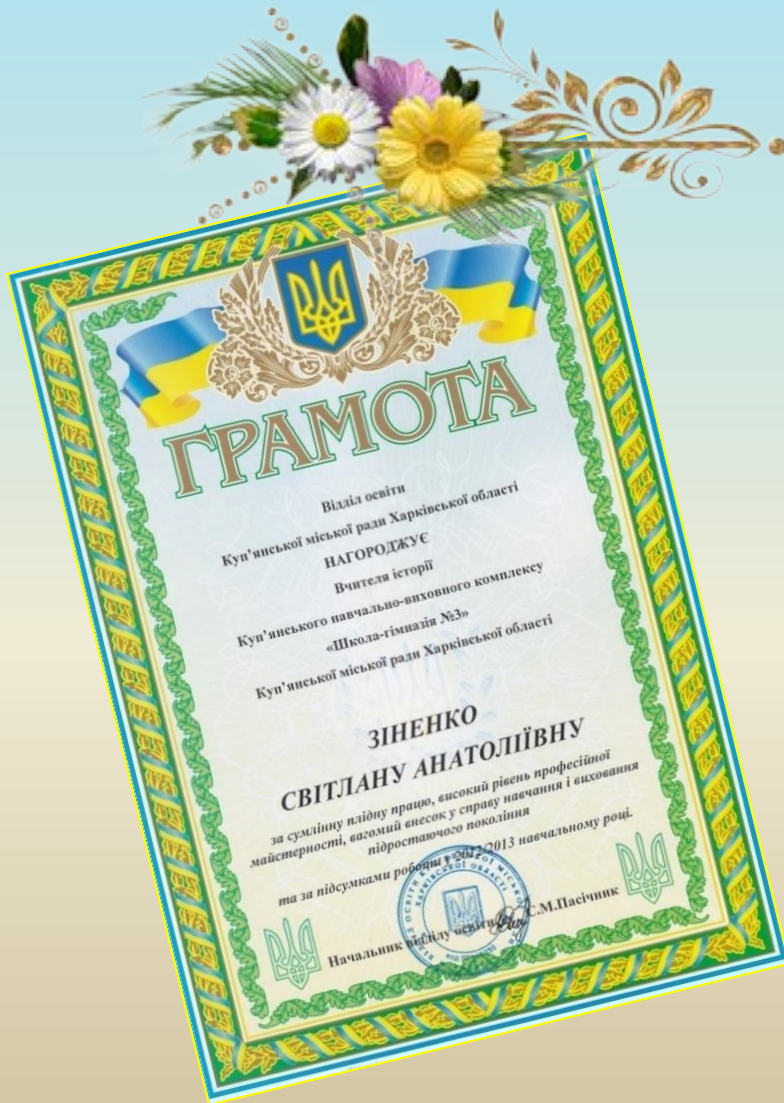 ГРАМОТА
Відділ освіти
Куп’янської міської ради Харківської області
НАГОРОДЖУЄ
Вчителя історії
Куп’янського навчально-виховного комплексу
«Школа-гімназія №3»
Куп’янської міської ради Харківської області
ЗІНЕНКО
СВІТЛАНУ АНАТОЛІЇВНУ
за сумлінну плідну працю, високий рівень професійної
майстерності, вагомий внесок у справу навчання і виховання
підростаючого покоління
та за підсумками роботи у 2012/2013 навчальному році.
Начальник відділу освіти С.М.Пасічник